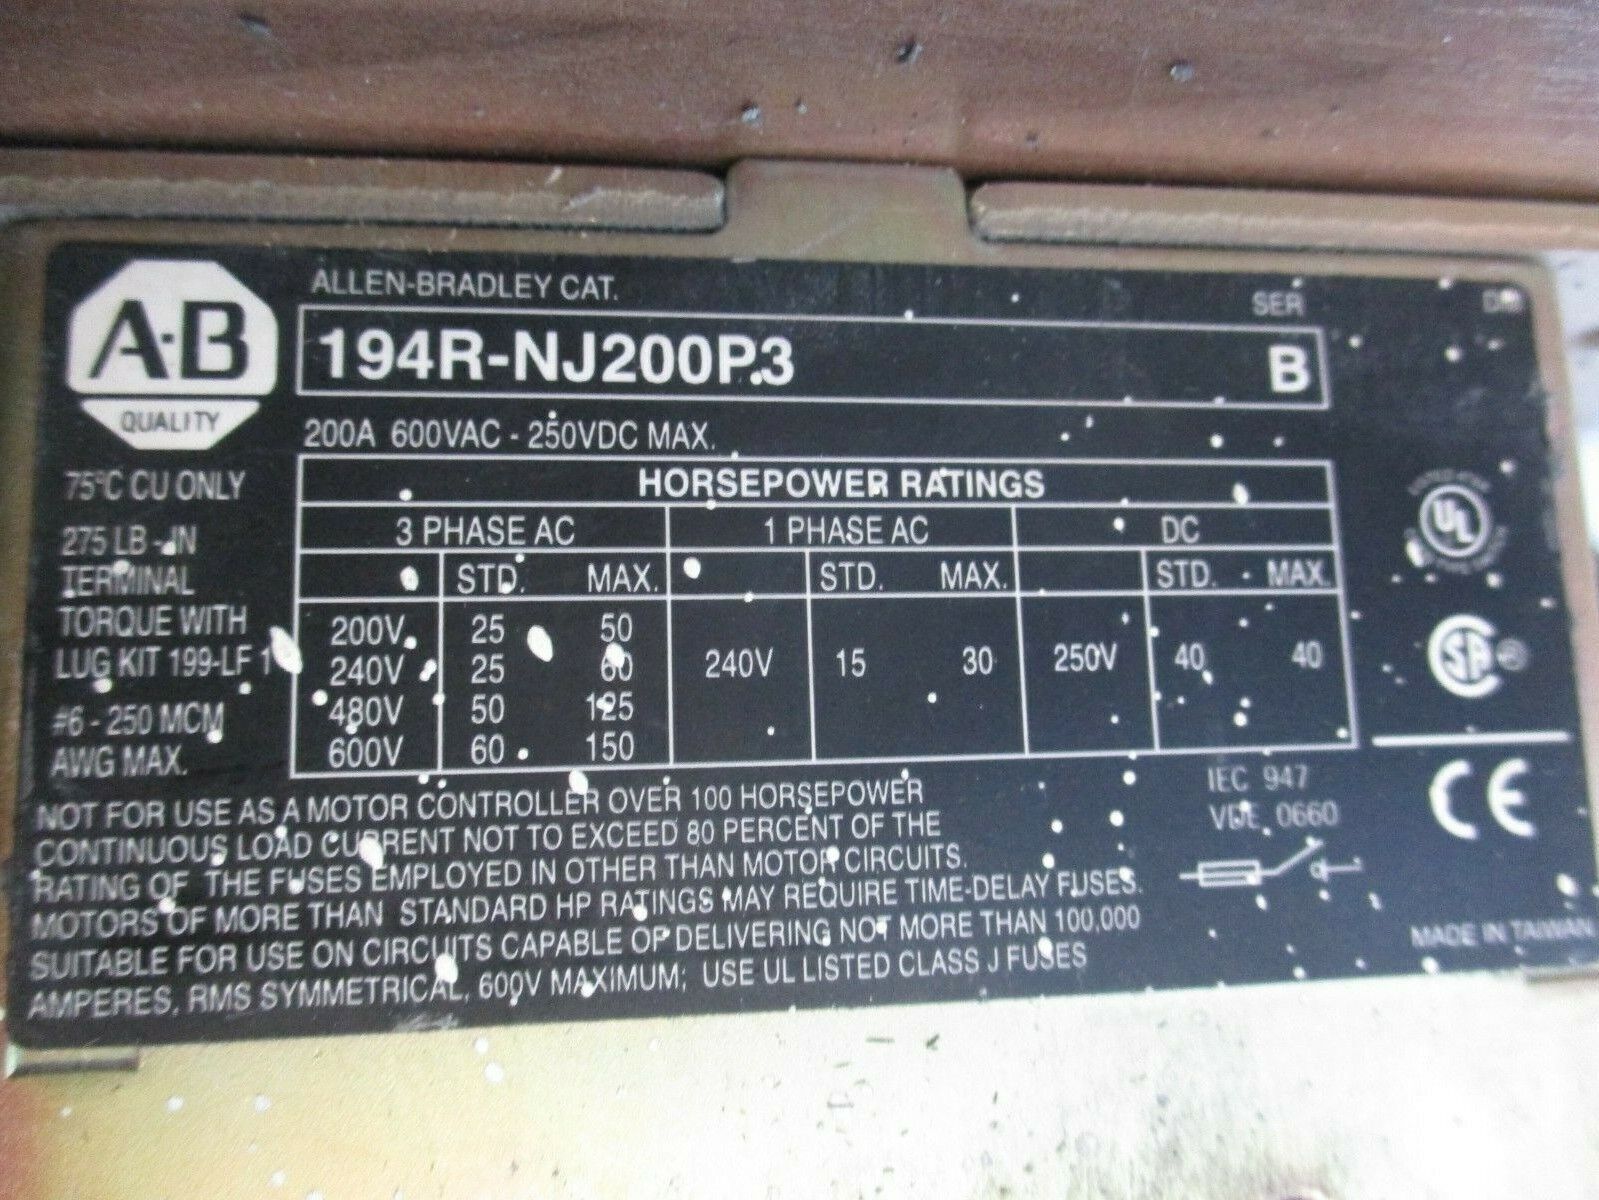 A-B
QUALITY
ALLEN-BRADLEY CAT.
SER
194R-NJ200P3
B
200A 600VAC - 250VDC MAX.
75°C CU ONLY
275 LB-IN
TERMINAL
TORQUE WITH
LUG KIT 199-LF 1
#6 - 250 MCM
AWG MAX.
HORSEPOWER RATINGS
3 PHASE AC 1 PHASE AC DC
STD. MAX. STD. MAX. STD. MAX.
200V 25 50
240V 25 60 240V 15 30 250V 40 40
480V 50 125
600V 60 150
UL
SA
NOT FOR USE AS A MOTOR CONTROLLER OVER 100 HORSEPOWER
CONTINUOUS LOAD CURRENT NOT TO EXCEED 80 PERCENT OF THE
RATING OF THE FUSES EMPLOYED IN OTHER THAN MOTOR CIRCUITS.
MOTORS OF MORE THAN STANDARD HP RATINGS MAY REQUIRE TIME-DELAY FUSES.
SUITABLE FOR USE ON CIRCUITS CAPABLE OF DELIVERING NOT MORE THAN 100,000
AMPERES, RMS SYMMETRICAL, 600V MAXIMUM; USE UL LISTED CLASS J FUSES
IEC 947
VDE 0660
CE
MADE IN TAIWAN